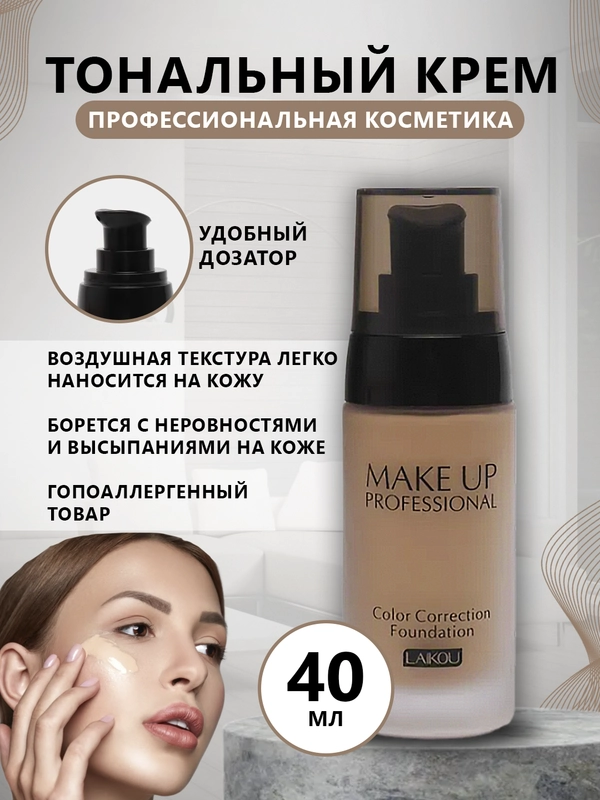 ТОНАЛЬНЫЙ КРЕМ
ПРОФЕССИОНАЛЬНАЯ КОСМЕТИКА
УДОБНЫЙ
ДОЗАТОР
ВОЗДУШНАЯ ТЕКСТУРА ЛЕГКО
НАНОСИТСЯ НА КОЖУ
БОРЕТСЯ С НЕРОВНОСТЯМИ
И ВЫСЫПАНИЯМИ НА КОЖЕ
ГОПОАЛЛЕРГЕННЫЙ
ТОВАР
MAKE UP
PROFESSIONAL
Color Correction
Foundation
LAIKOU
40
МЛ